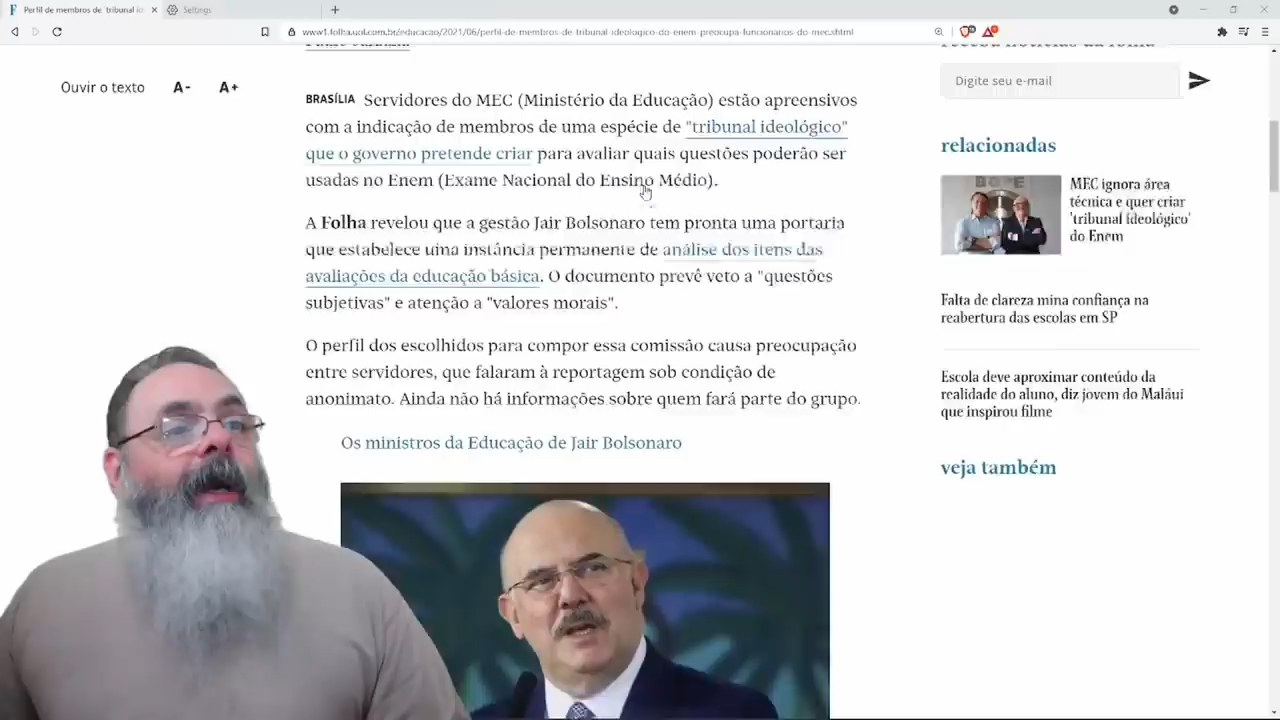 Perfil de membros de 'tribunal id
Settings
www1.folha.uol.com.br/educacao/2021/06/perfil-de-membros-de-tribunal-ideologico-do-enem-preocupa-funcionarios-do-mec.shtml
Ouvir o texto A- A+
BRASÍLIA Servidores do MEC (Ministério da Educação) estão apreensivos
com a indicação de membros de uma espécie de "tribunal ideológico"
que o governo pretende criar para avaliar quais questões poderão ser
usadas no Enem (Exame Nacional do Ensino Médio).
A Folha revelou que a gestão Jair Bolsonaro tem pronta uma portaria
que estabelece uma instância permanente de análise dos itens das
avaliações da educação básica. O documento prevê veto a "questões
subjetivas" e atenção a "valores morais".
O perfil dos escolhidos para compor essa comissão causa preocupação
entre servidores, que falaram à reportagem sob condição de
anonimato. Ainda não há informações sobre quem fará parte do grupo.
Os ministros da Educação de Jair Bolsonaro
Digite seu e-mail
relacionadas
MEC ignora área
técnica e quer criar
'tribunal ideológico'
do Enem
Falta de clareza mina confiança na
reabertura das escolas em SP
Escola deve aproximar conteúdo da
realidade do aluno, diz jovem do Maláui
que inspirou filme
veja também